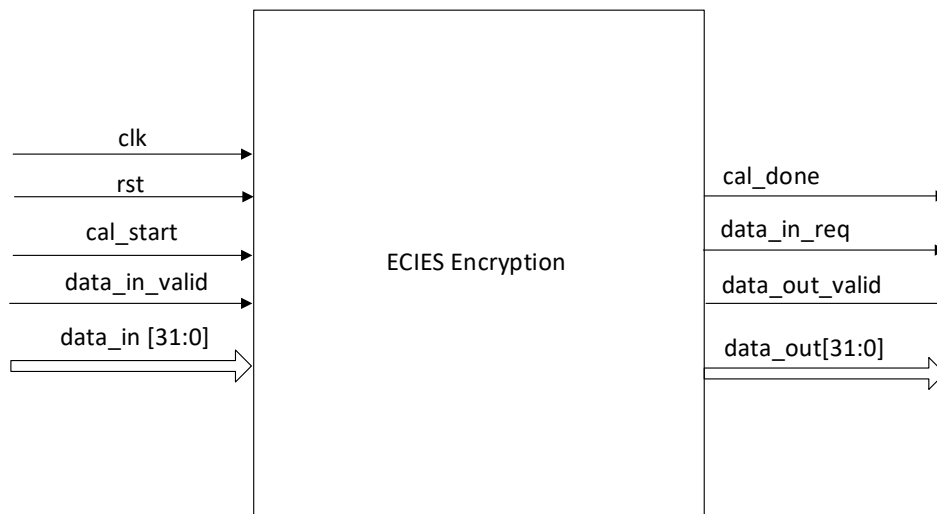 clk
rst
cal_start
data_in_valid
data_in [31:0]
ECIES Encryption
cal_done
data_in_req
data_out_valid
data_out[31:0]